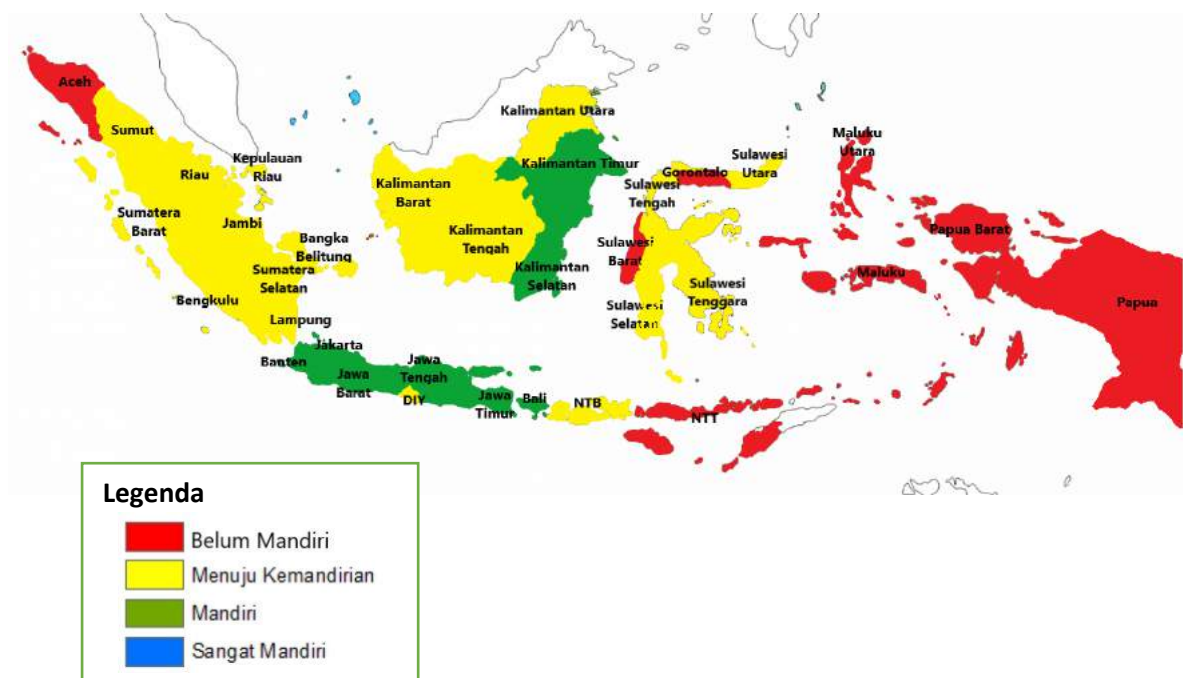 Aceh
Sumut
Riau
Kepulauan
Riau
Sumatera
Barat
Jambi
Bangka
Belitung
Sumatera
Selatan
Bengkulu
Lampung
Kalimantan Utara
Kalimantan Timur
Kalimantan
Barat
Kalimantan
Tengah
Kalimantan
Selatan
Gorontalo
Sulawesi
Utara
Sulawesi
Tengah
Sulawesi
Barat
Sulawesi
Tenggara
Sulawesi
Selatan
Maluku
Utara
Papua Barat
Maluku
Papua
Banten
Jakarta
Jawa
Barat
Jawa
Tengah
DIY
Jawa
Timur
Bali
NTB
NTT
Legenda
Belum Mandiri
Menuju Kemandirian
Mandiri
Sangat Mandiri